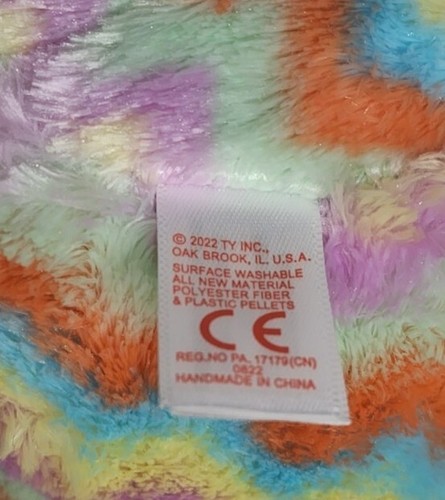 © 2022 TY INC.,
OAK BROOK, IL. U.S.A.
SURFACE WASHABLE
ALL NEW MATERIAL
POLYESTER FIBER
& PLASTIC PELLETS
CE
REG.NO PA. 17179(CN)
0822
HANDMADE IN CHINA